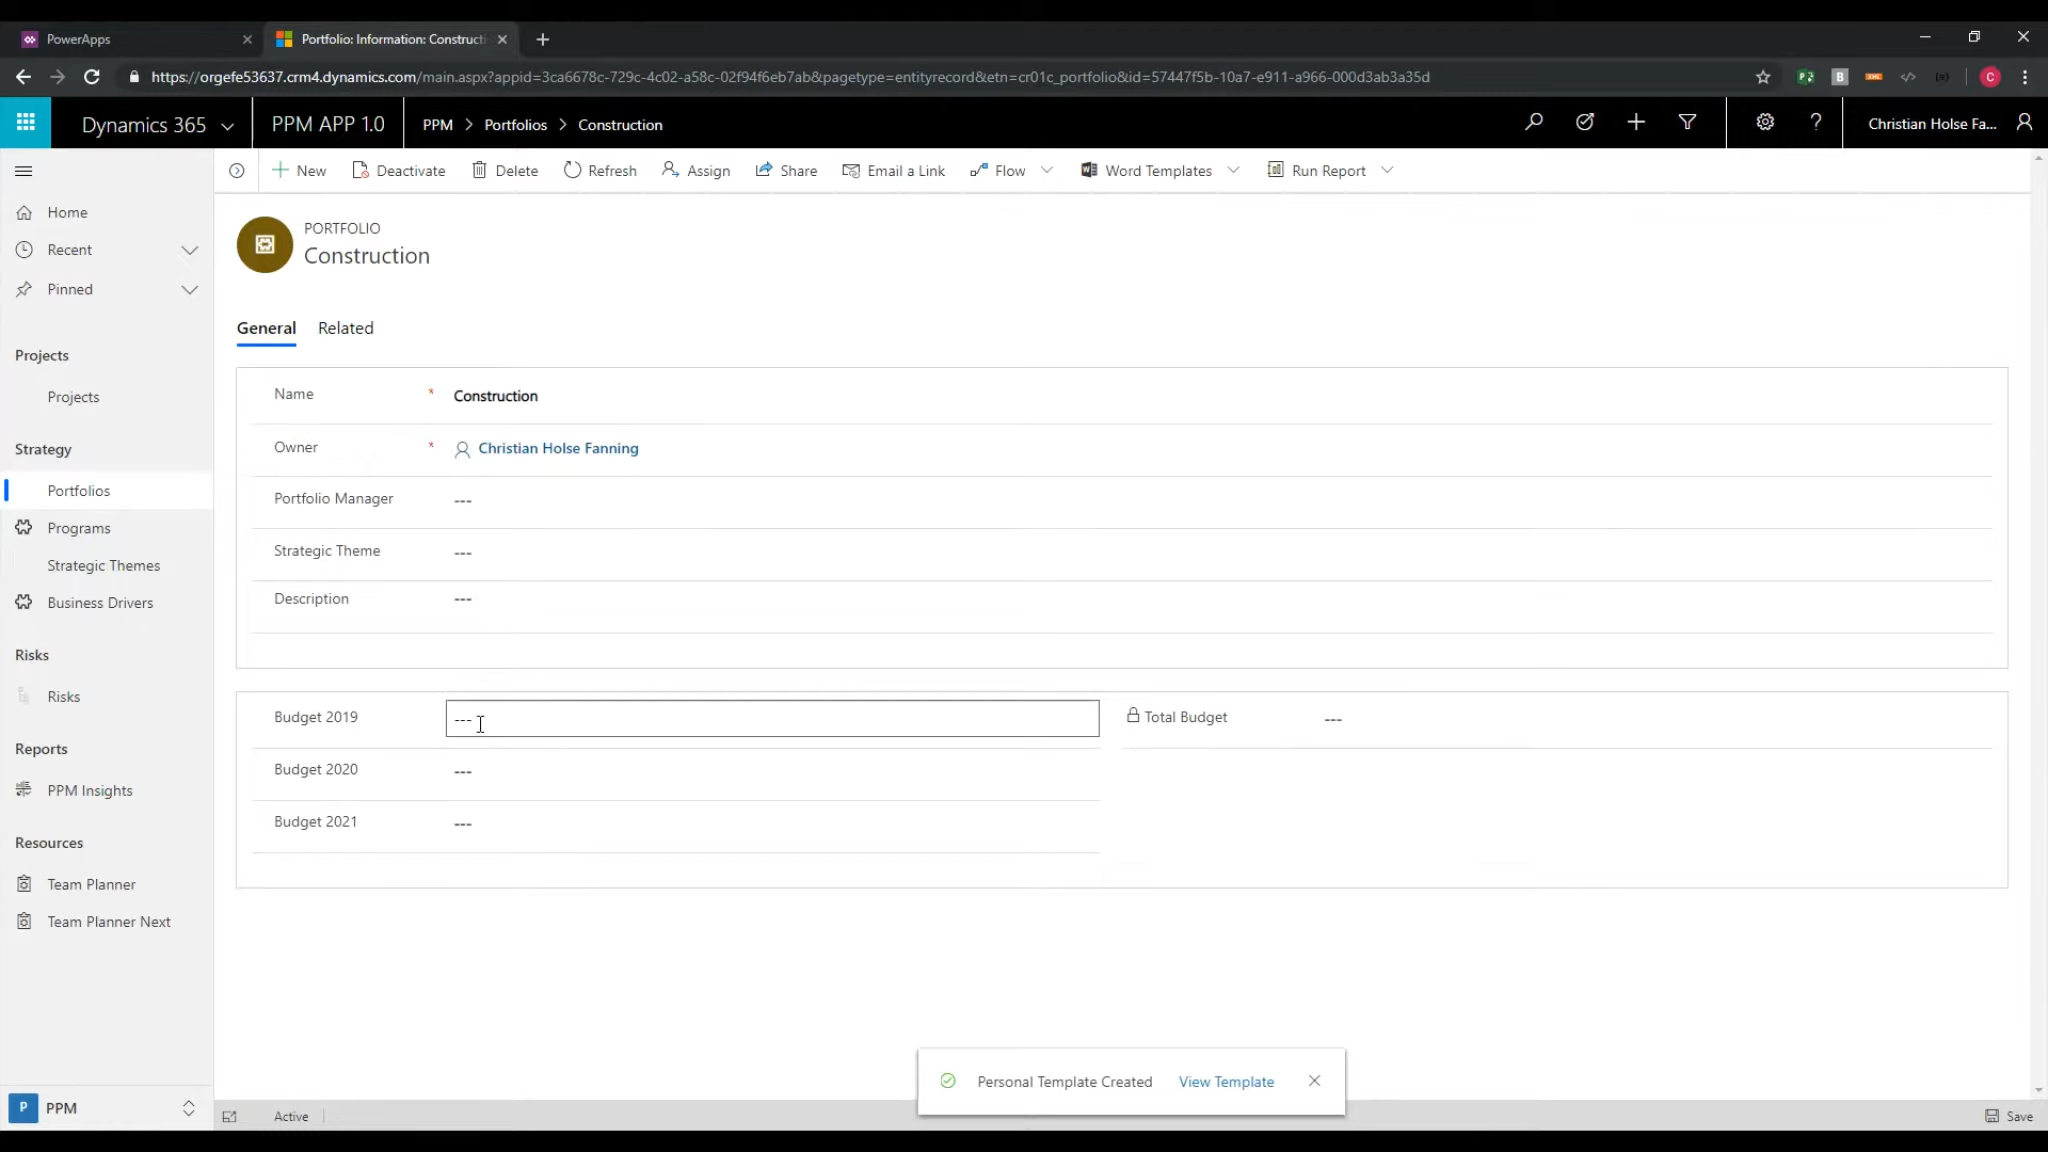 PowerApps
Portfolio: Information: Constructi
https://orgefe53637.crm4.dynamics.com/main.aspx?appid=3ca6678c-729c-4c02-a58c-02f94f6eb7ab&pagetype=entityrecord&etn=cr01c_portfolio&id=57447f5b-10a7-e911-a966-000d3ab3a35d
B
C
Dynamics 365
PPM APP 1.0
PPM > Portfolios > Construction
?
Christian Holse Fa...
New
Deactivate
Delete
Refresh
Assign
Share
Email a Link
Flow
Word Templates
Run Report
Home
Recent
Pinned
Projects
Projects
Strategy
Portfolios
Programs
Strategic Themes
Business Drivers
Risks
Risks
Reports
PPM Insights
Resources
Team Planner
Team Planner Next
P PPM
PORTFOLIO
Construction
General Related
Name * Construction
Owner * Christian Holse Fanning
Portfolio Manager ---
Strategic Theme ---
Description ---
Budget 2019 ---
Total Budget ---
Budget 2020 ---
Budget 2021 ---
Personal Template Created View Template
Active
Save